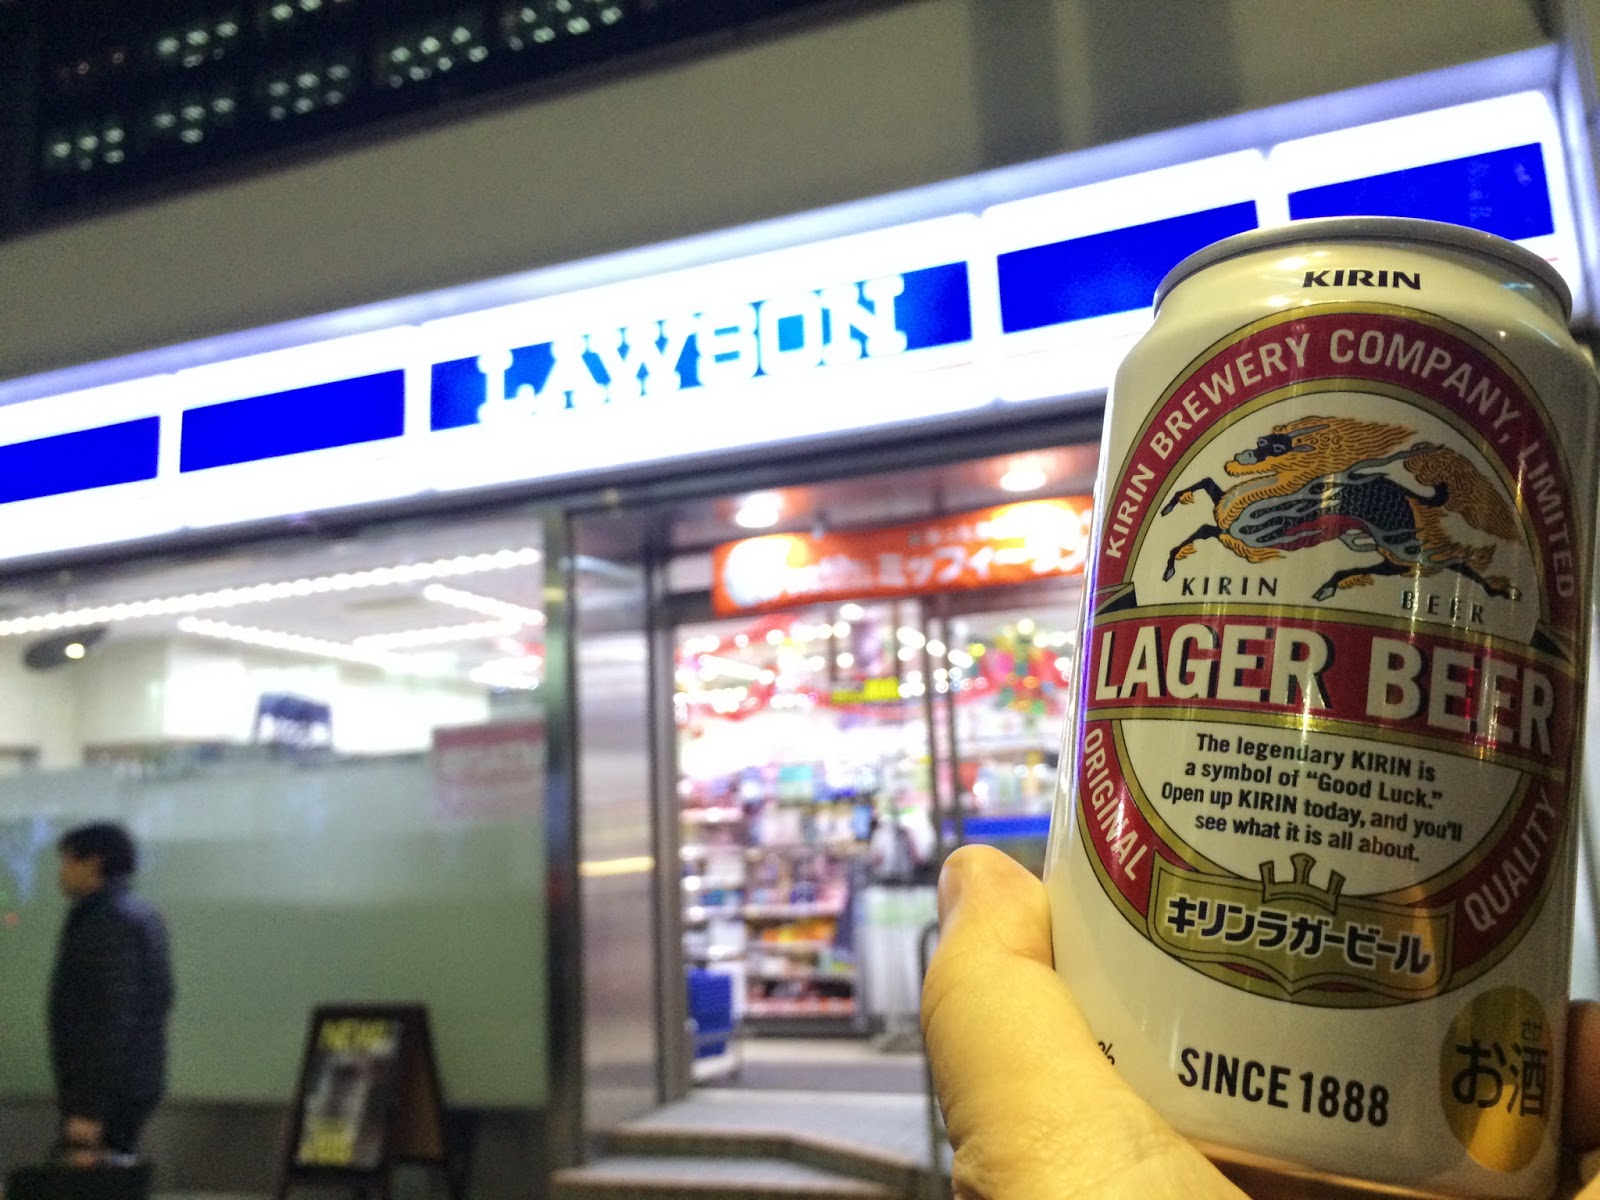 LAWSON
ミッフィー
KIRIN
KIRIN BREWERY COMPANY, LIMITED
KIRIN BEER
LAGER BEER
The legendary KIRIN is
a symbol of “Good Luck.”
Open up KIRIN today, and you'll
see what it is all about.
ORIGINAL QUALITY
キリンラガービール
%
SINCE 1888
お酒
NEW